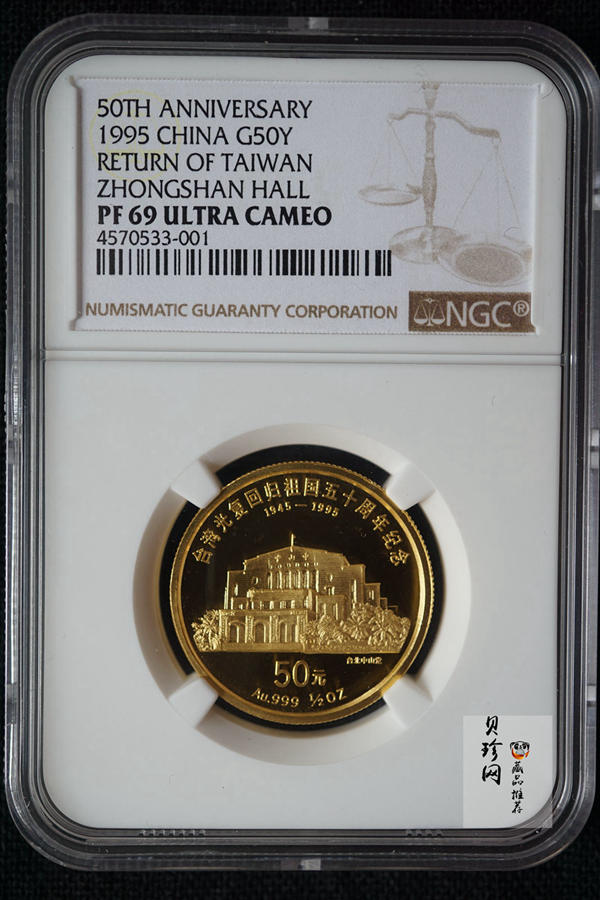 50TH ANNIVERSARY
1995 CHINA G50Y
RETURN OF TAIWAN
ZHONGSHAN HALL
PF 69 ULTRA CAMEO
4570533-001
NUMISMATIC GUARANTY CORPORATION
NGC®
台湾光复回归祖国五十周年纪念
1945—1995
台北中山堂
50元
Au.999 ½OZ
贝珍网
藏品
推荐